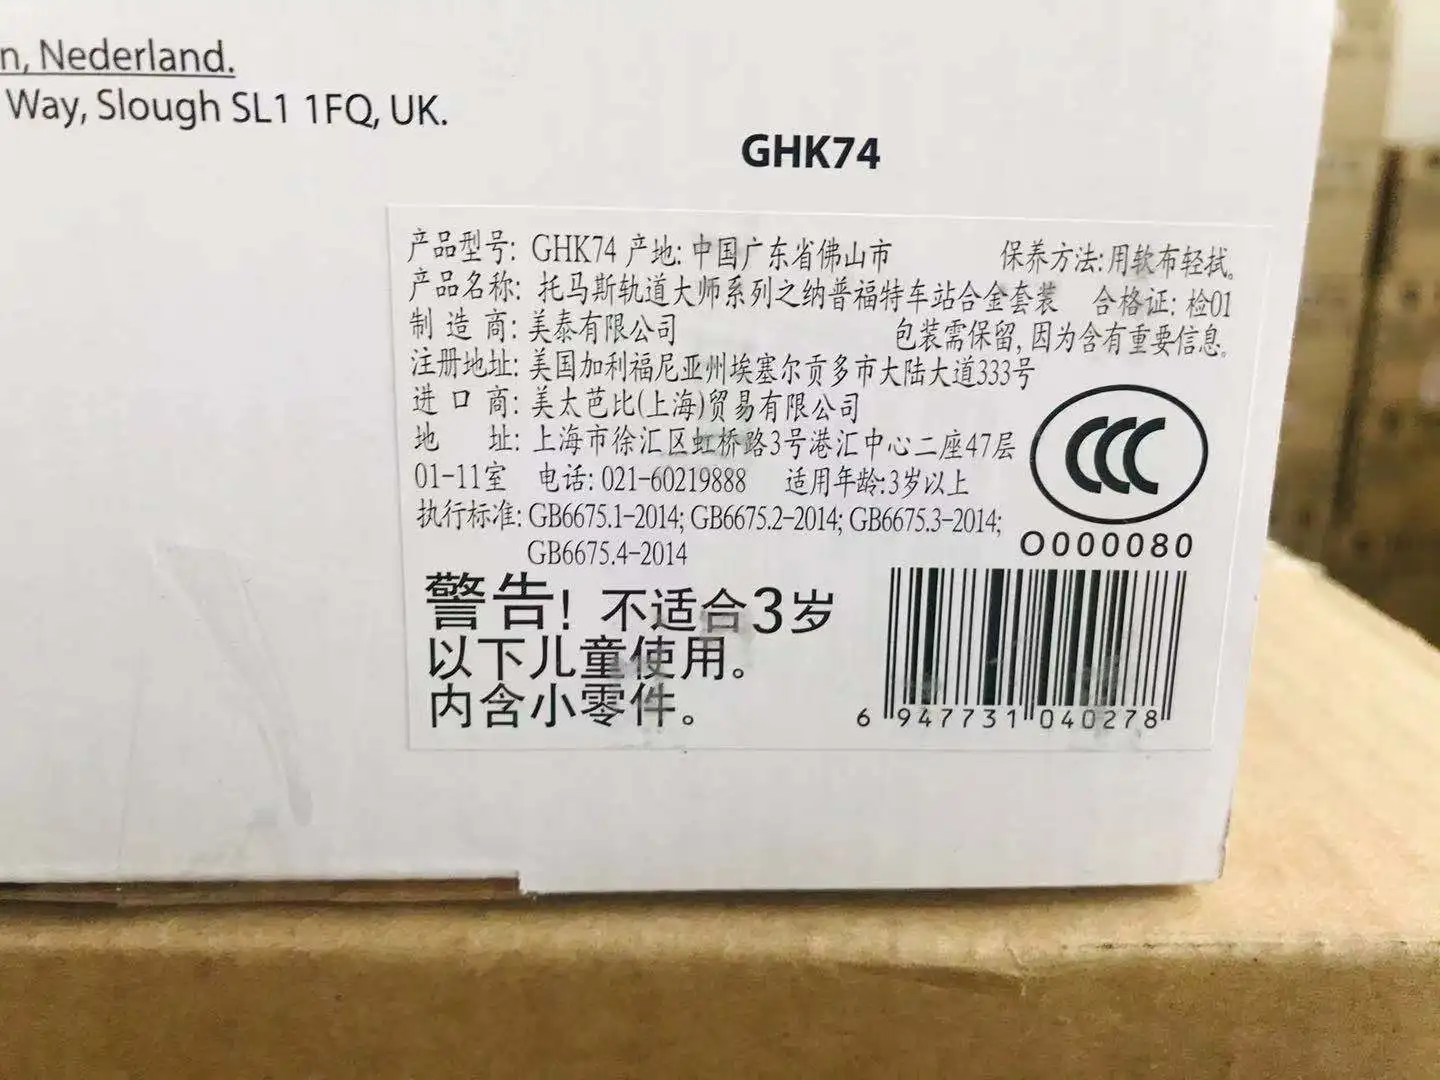 n, Nederland.
Way, Slough SL1 1FQ, UK.
GHK74
产品型号: GHK74 产地: 中国广东省佛山市 保养方法:用软布轻拭。
产品名称: 托马斯轨道大师系列之纳普福特车站合金套装 合格证: 检01
制造商: 美泰有限公司 包装需保留,因为含有重要信息。
注册地址: 美国加利福尼亚州埃塞尔贡多市大陆大道333号
进口商: 美太芭比(上海)贸易有限公司
地址: 上海市徐汇区虹桥路3号港汇中心二座47层
01-11室 电话: 021-60219888 适用年龄:3岁以上
执行标准: GB6675.1-2014; GB6675.2-2014; GB6675.3-2014;
GB6675.4-2014
CCC
O000080
警告! 不适合3岁
以下儿童使用。
内含小零件。
6 947731 040278